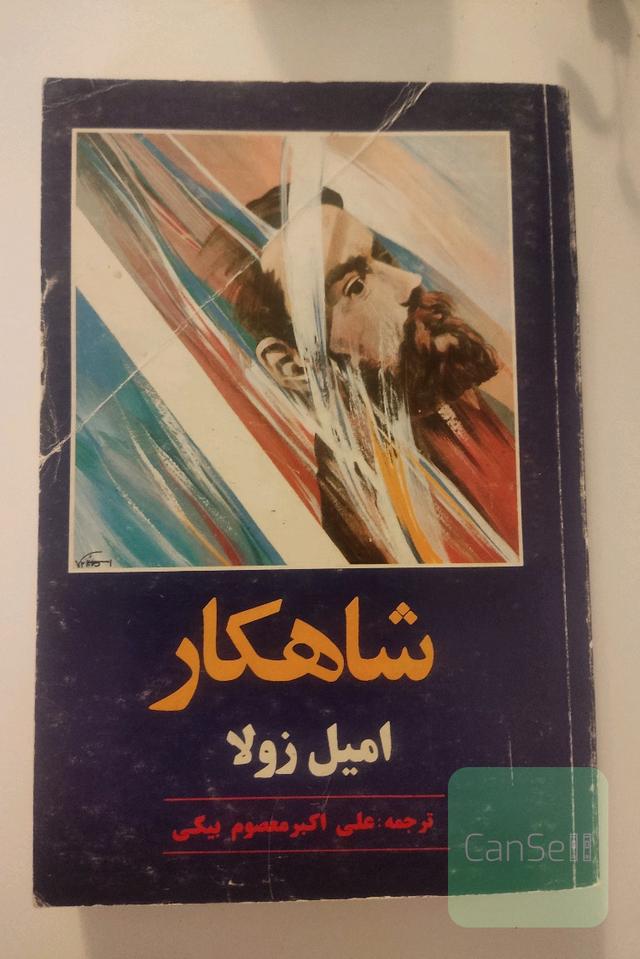 شاهکار
امیل زولا
ترجمه: علی اکبر معصوم بیگی
CanSell